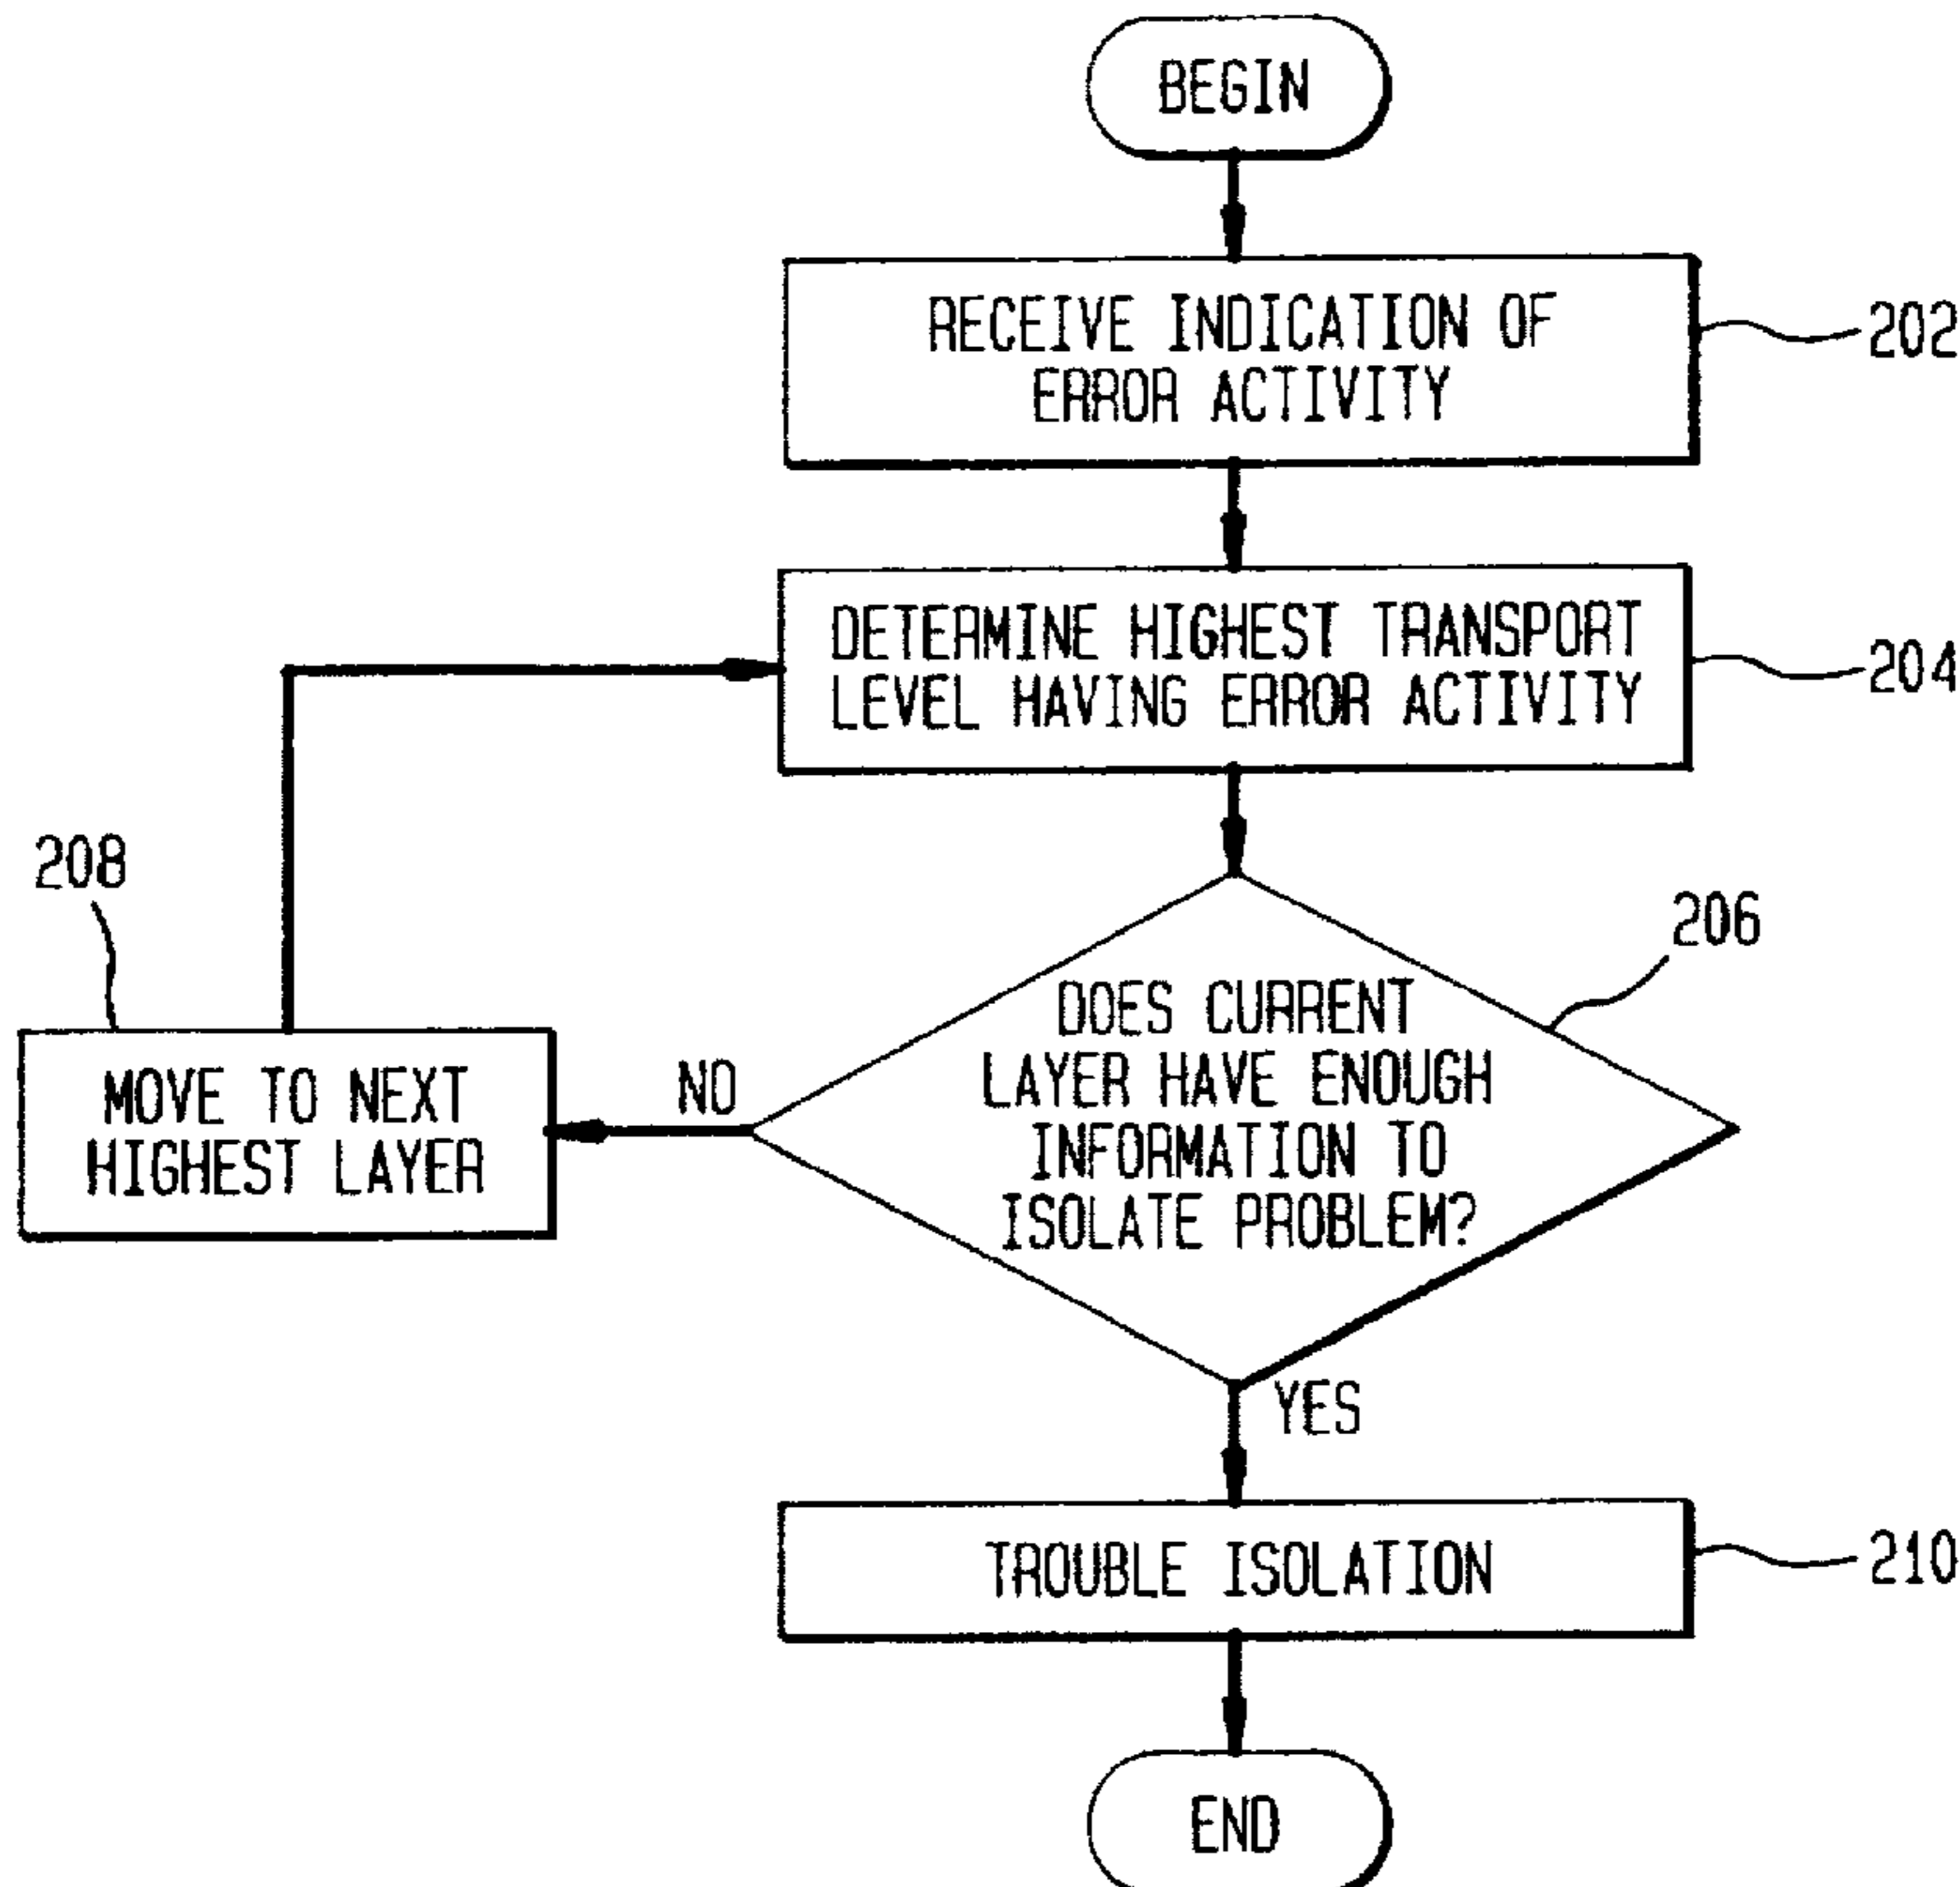 BEGIN
RECEIVE INDICATION OF
ERROR ACTIVITY
202
DETERMINE HIGHEST TRANSPORT
LEVEL HAVING ERROR ACTIVITY
204
208
206
DOES CURRENT
LAYER HAVE ENOUGH
INFORMATION TO
ISOLATE PROBLEM?
NO
MOVE TO NEXT
HIGHEST LAYER
YES
TROUBLE ISOLATION
210
END